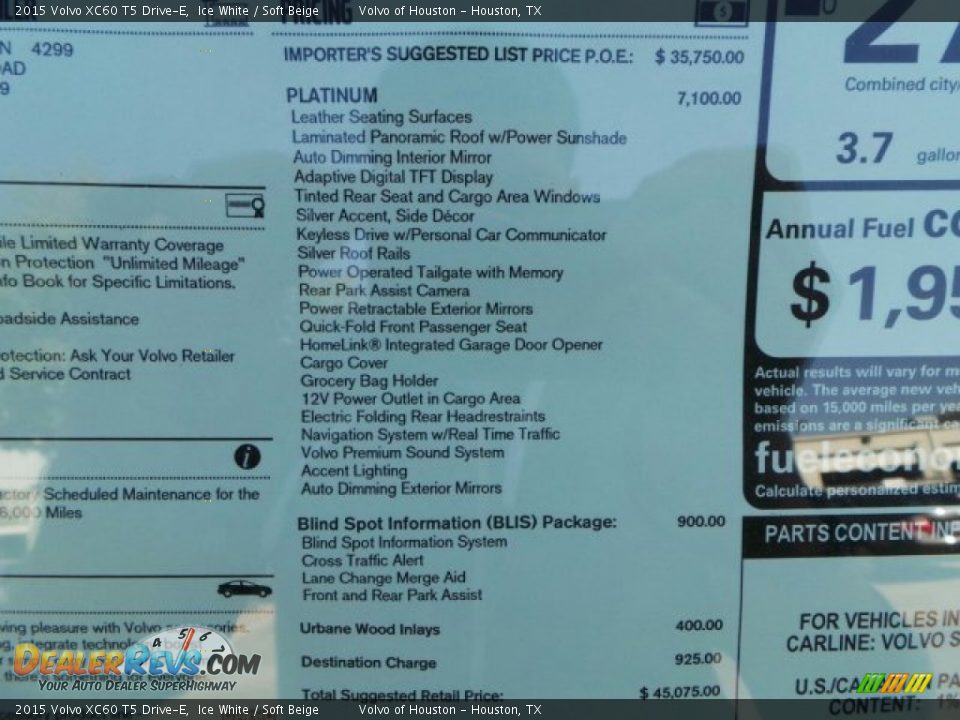 2015 Volvo XC60 T5 Drive-E, Ice White / Soft Beige Volvo of Houston - Houston, TX
4299
IMPORTER'S SUGGESTED LIST PRICE P.O.E.: $ 35,750.00
PLATINUM 7,100.00
Leather Seating Surfaces
Laminated Panoramic Roof w/Power Sunshade
Auto Dimming Interior Mirror
Adaptive Digital TFT Display
Tinted Rear Seat and Cargo Area Windows
Silver Accent, Side Décor
Keyless Drive w/Personal Car Communicator
Silver Roof Rails
Power Operated Tailgate with Memory
Rear Park Assist Camera
Power Retractable Exterior Mirrors
Quick-Fold Front Passenger Seat
HomeLink® Integrated Garage Door Opener
Cargo Cover
Grocery Bag Holder
12V Power Outlet in Cargo Area
Electric Folding Rear Headrestraints
Navigation System w/Real Time Traffic
Volvo Premium Sound System
Accent Lighting
Auto Dimming Exterior Mirrors
Blind Spot Information (BLIS) Package: 900.00
Blind Spot Information System
Cross Traffic Alert
Lane Change Merge Aid
Front and Rear Park Assist
Urbane Wood Inlays 400.00
Destination Charge 925.00
Total Suggested Retail Price: $ 45,075.00
Limited Warranty Coverage
Protection "Unlimited Mileage"
Book for Specific Limitations.
Assistance
Ask Your Volvo Retailer
Service Contract
Scheduled Maintenance for the
Miles
pleasure with Volvo
Combined city/
3.7
Annual Fuel
$ 1,95
Actual results will vary for
vehicle. The average new
based on 15,000 miles per
emissions are a significant
Calculate personalized
PARTS CONTENT
FOR VEHICLES IN
CARLINE: VOLVO
U.S./
CONTENT:
DEALERREVS.COM
YOUR AUTO DEALER SUPERHIGHWAY
2015 Volvo XC60 T5 Drive-E, Ice White / Soft Beige Volvo of Houston - Houston, TX